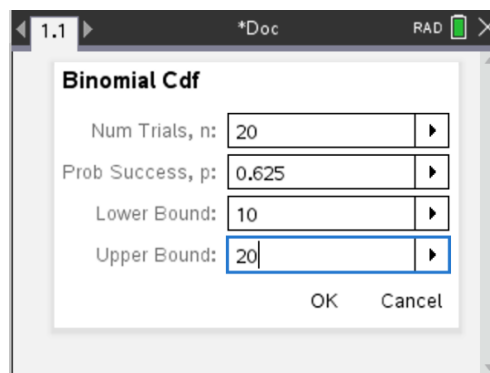 1.1 *Doc RAD
Binomial Cdf
Num Trials, n: 20
Prob Success, p: 0.625
Lower Bound: 10
Upper Bound: 20
OK Cancel